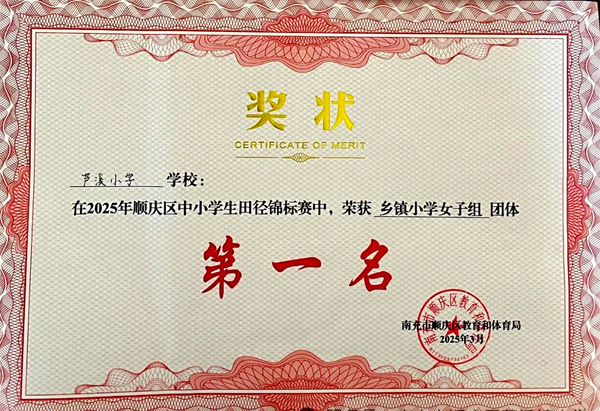 奖状
CERTIFICATE OF MERIT
芦溪小学 学校：
在2025年顺庆区中小学生田径锦标赛中，荣获 乡镇小学女子组 团体
第一名
南充市顺庆区教育和体育局
2025年3月